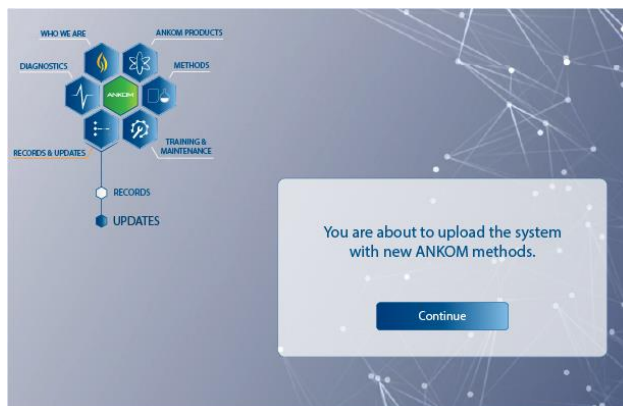 WHO WE ARE
ANKOM PRODUCTS
DIAGNOSTICS
METHODS
ANKOM
RECORDS & UPDATES
TRAINING &
MAINTENANCE
RECORDS
UPDATES
You are about to upload the system
with new ANKOM methods.
Continue